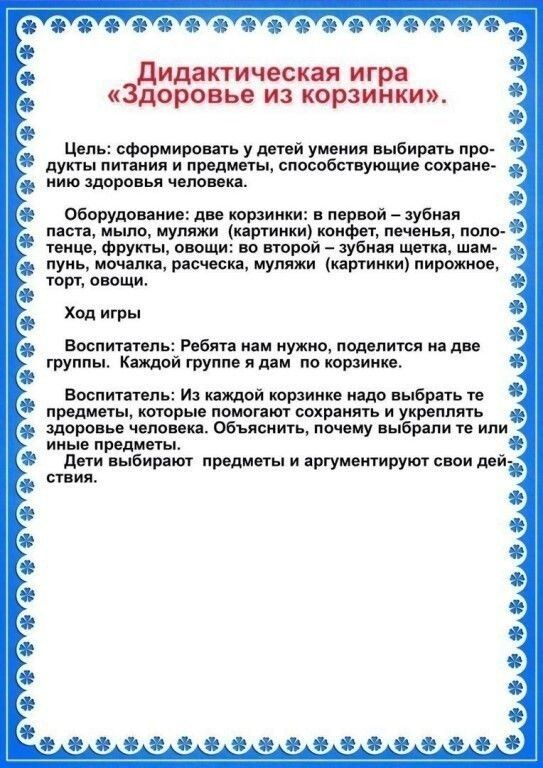 Дидактическая игра
«Здоровье из корзинки».
Цель: сформировать у детей умения выбирать про-
дукты питания и предметы, способствующие сохране-
нию здоровья человека.
Оборудование: две корзинки: в первой – зубная
паста, мыло, муляжи (картинки) конфет, печенья, поло-
тенце, фрукты, овощи: во второй – зубная щетка, шам-
пунь, мочалка, расческа, муляжи (картинки) пирожное,
торт, овощи.
Ход игры
Воспитатель: Ребята нам нужно, поделится на две
группы. Каждой группе я дам по корзинке.
Воспитатель: Из каждой корзинке надо выбрать те
предметы, которые помогают сохранять и укреплять
здоровье человека. Объяснить, почему выбрали те или
иные предметы.
Дети выбирают предметы и аргументируют свои дей-
ствия.